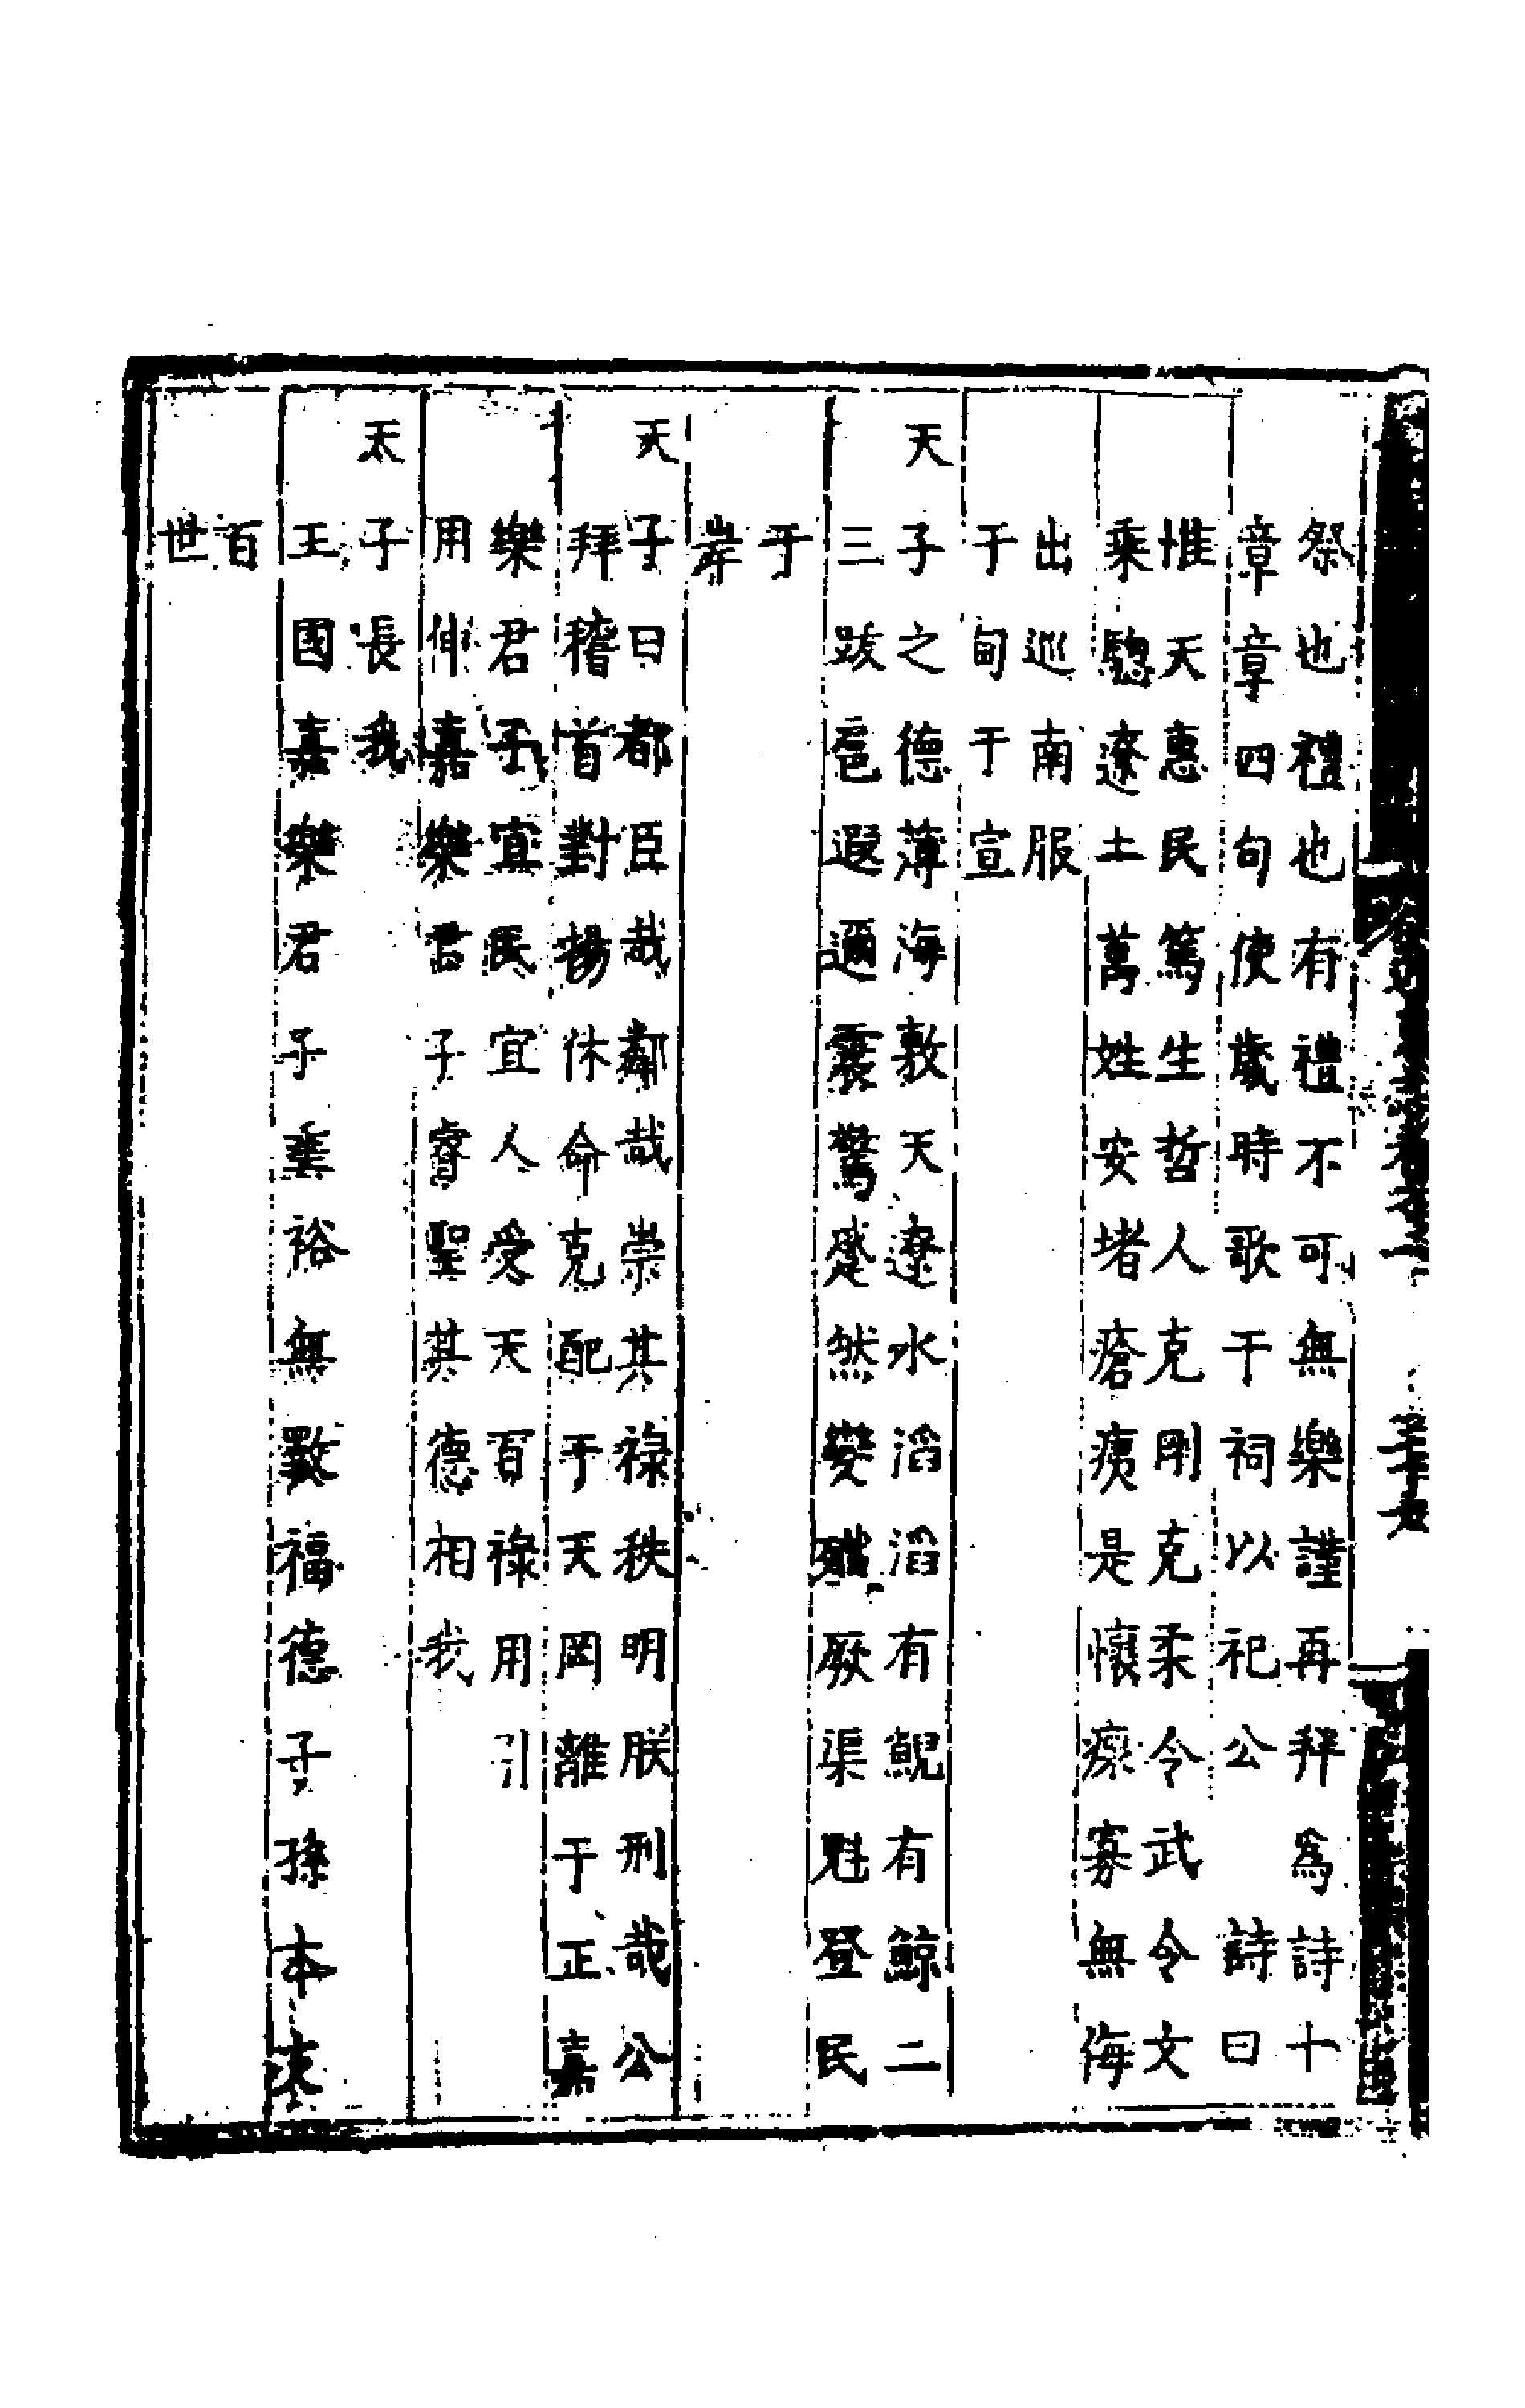 祭也禮也有禮不可無樂謹再拜爲詩十
章章四句使歲時歌于祠以祀公　詩曰
惟天惠民篤生哲人克剛克柔令武令文
乘驄遼土萬姓安堵瘡痍是懷瘝寡無侮
出巡南服
于甸于宣
天子之德薄海敷天遼水滔滔有鯢有鯨二
三跋扈遐邇震驚蹙然變殱厥渠魁登民
于
岸
天子曰都臣哉鄰哉崇其祿秩明朕刑哉公
拜稽首對揚休命克配于天罔離于正嘉
樂君子宜民宜人受天百祿用引
用伸嘉樂君子睿聖其德相我
太子長我
王國嘉樂君子垂裕無斁福德子孫本支
百
世